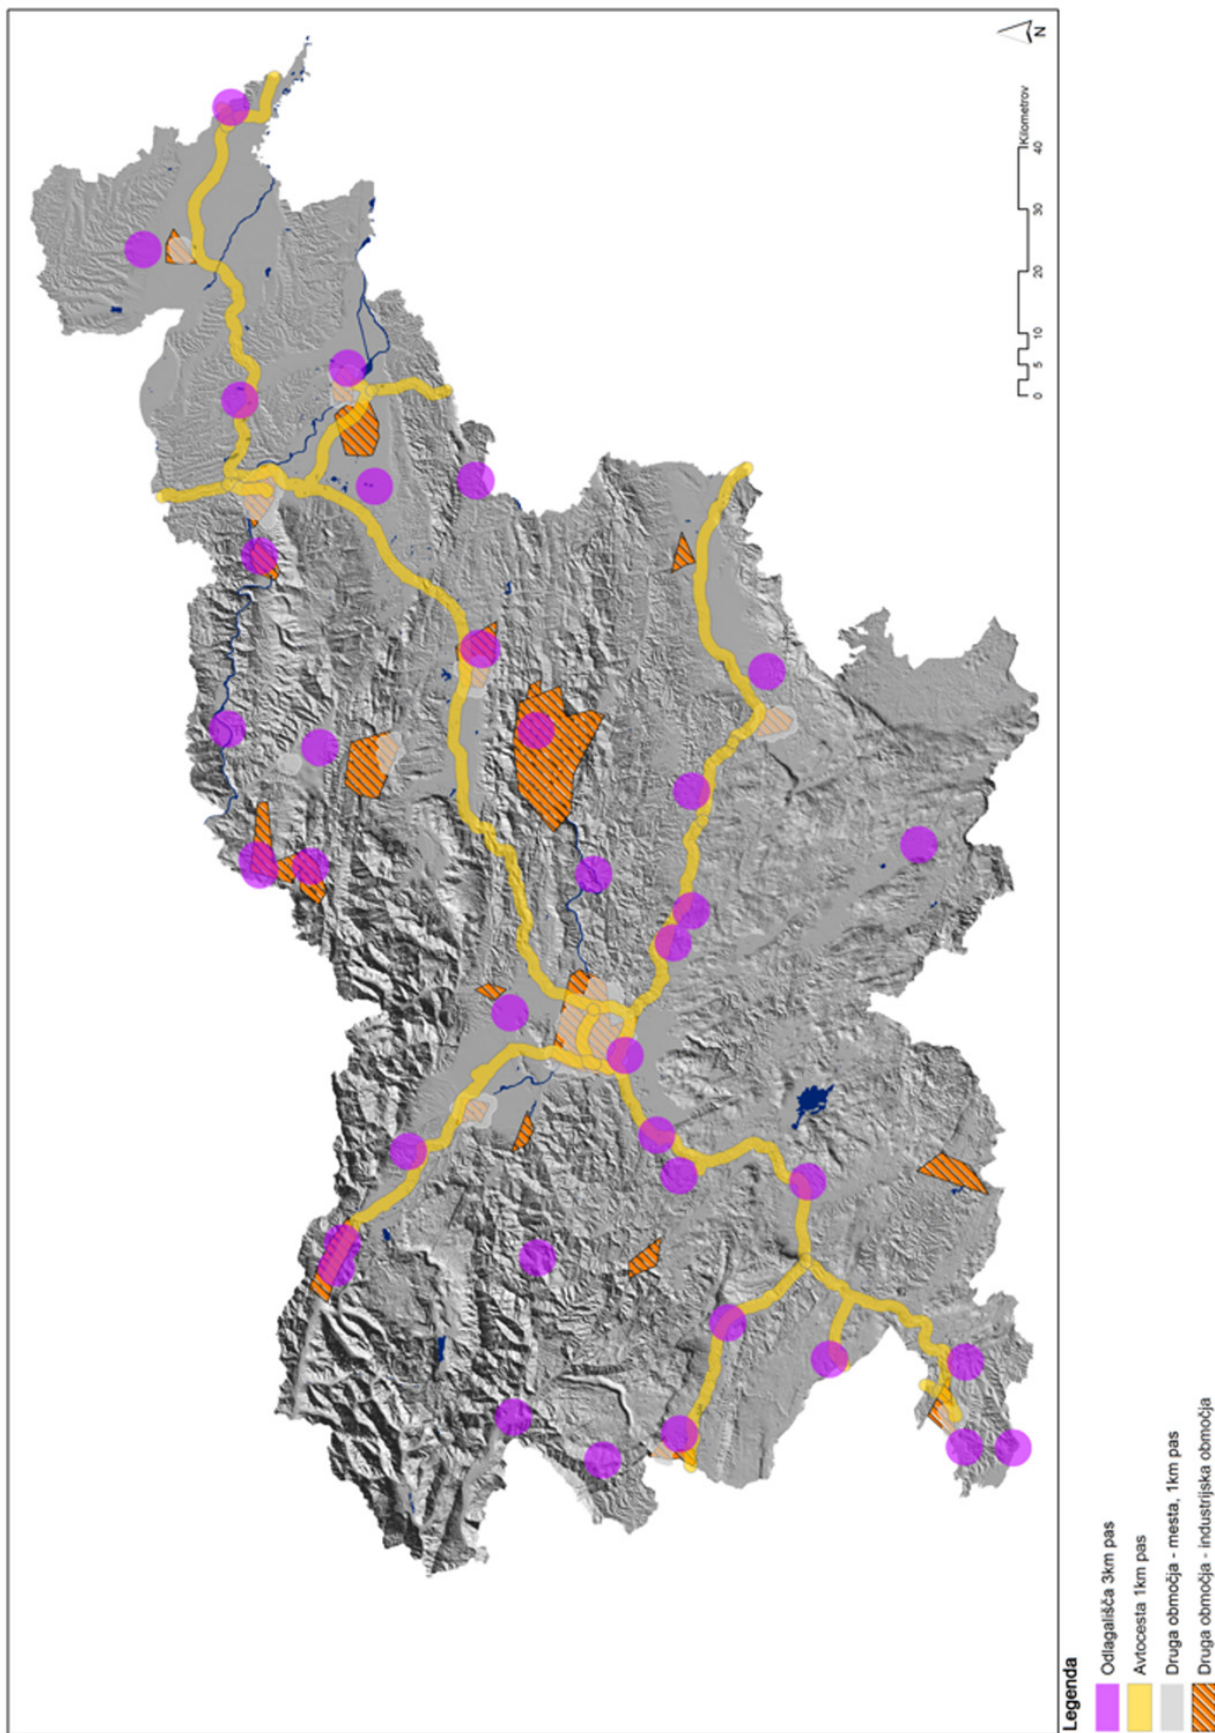 N
0 5 10 20 30 40
Kilometrov
Legenda
Odlagališča 3km pas
Avtocesta 1km pas
Druga območja - mesta, 1km pas
Druga območja - industrijska območja